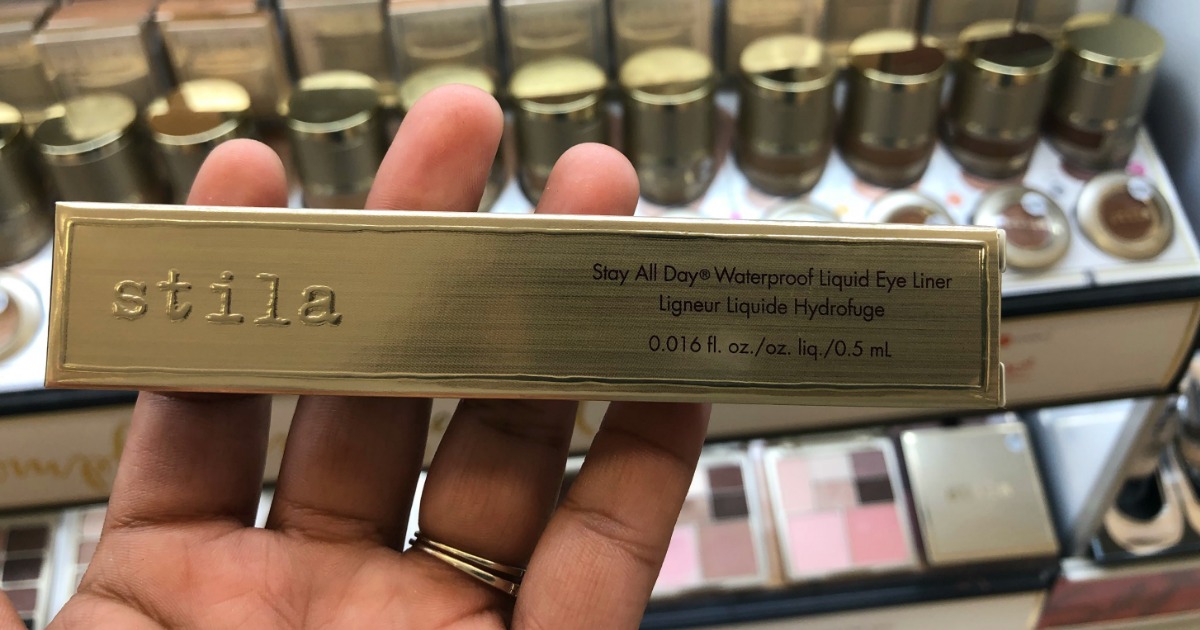 stila
Stay All Day® Waterproof Liquid Eye Liner
Ligneur Liquide Hydrofuge
0.016 fl. oz./oz. liq./0.5 mL